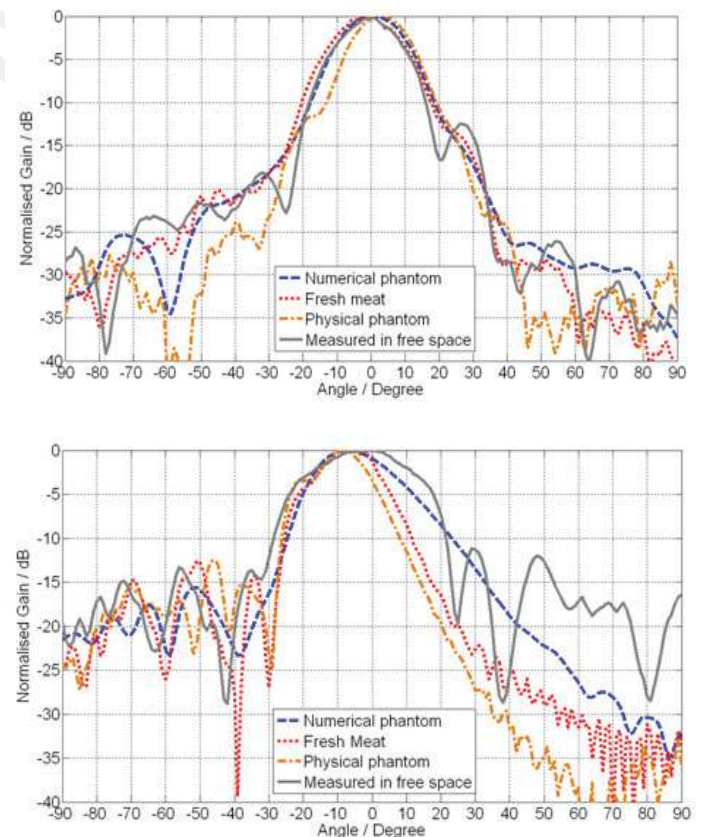 0
-5
-10
-15
-20
-25
-30
-35
-40
Normalised Gain / dB
Numerical phantom
Fresh meat
Physical phantom
Measured in free space
-90 -80 -70 -60 -50 -40 -30 -20 -10 0 10 20 30 40 50 60 70 80 90
Angle / Degree
0
-5
-10
-15
-20
-25
-30
-35
-40
Normalised Gain / dB
Numerical phantom
Fresh Meat
Physical phantom
Measured in free space
-90 -80 -70 -60 -50 -40 -30 -20 -10 0 10 20 30 40 50 60 70 80 90
Angle / Degree